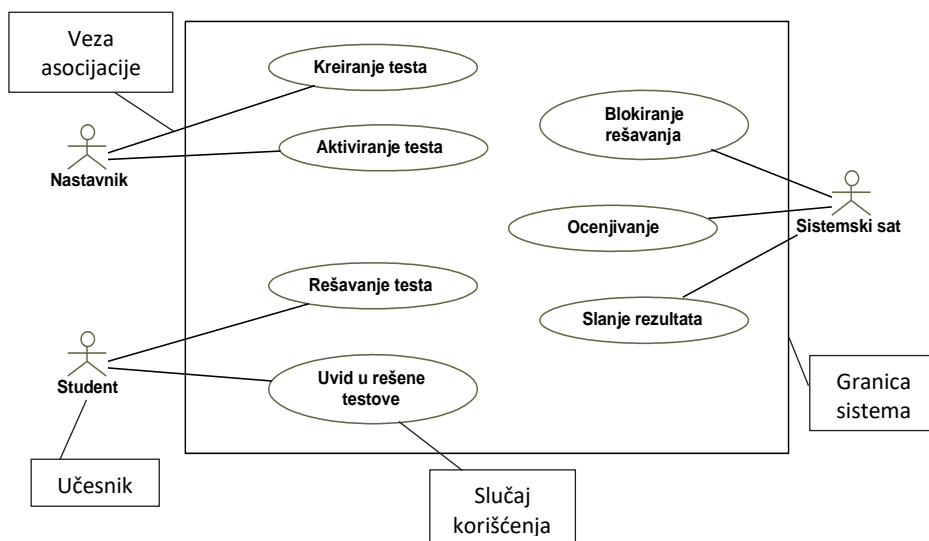 Veza
asocijacije
Kreiranje testa
Blokiranje
rešavanja
Aktiviranje testa
Nastavnik
Ocenjivanje
Sistemski sat
Rešavanje testa
Slanje rezultata
Student
Uvid u rešene
testove
Granica
sistema
Učesnik
Slučaj
korišćenja